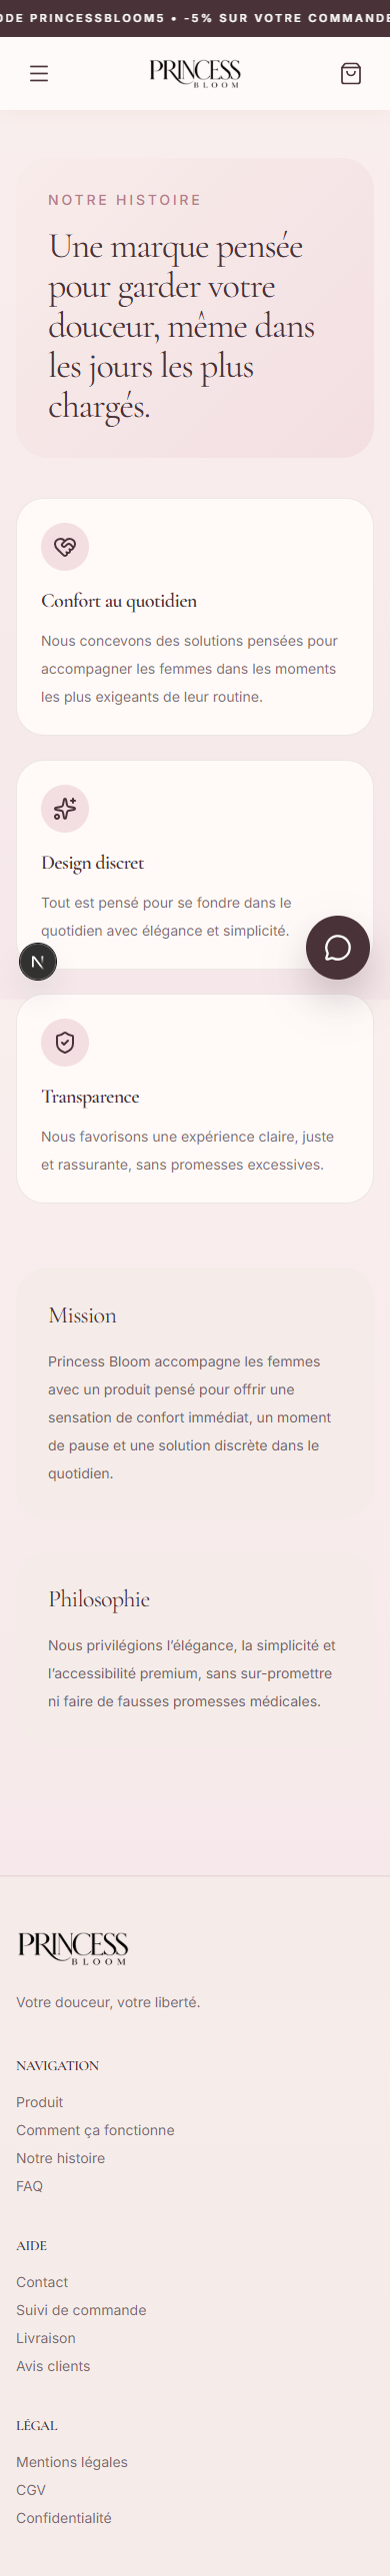 ODE PRINCESSBLOOM5 • -5% SUR VOTRE COMMANDE
PRINCESS
BLOOM
NOTRE HISTOIRE
Une marque pensée
pour garder votre
douceur, même dans
les jours les plus
chargés.
Confort au quotidien
Nous concevons des solutions pensées pour
accompagner les femmes dans les moments
les plus exigeants de leur routine.
Design discret
Tout est pensé pour se fondre dans le
quotidien avec élégance et simplicité.
N
Transparence
Nous favorisons une expérience claire, juste
et rassurante, sans promesses excessives.
Mission
Princess Bloom accompagne les femmes
avec un produit pensé pour offrir une
sensation de confort immédiat, un moment
de pause et une solution discrète dans le
quotidien.
Philosophie
Nous privilégions l’élégance, la simplicité et
l’accessibilité premium, sans sur-promettre
ni faire de fausses promesses médicales.
PRINCESS
BLOOM
Votre douceur, votre liberté.
NAVIGATION
Produit
Comment ça fonctionne
Notre histoire
FAQ
AIDE
Contact
Suivi de commande
Livraison
Avis clients
LÉGAL
Mentions légales
CGV
Confidentialité